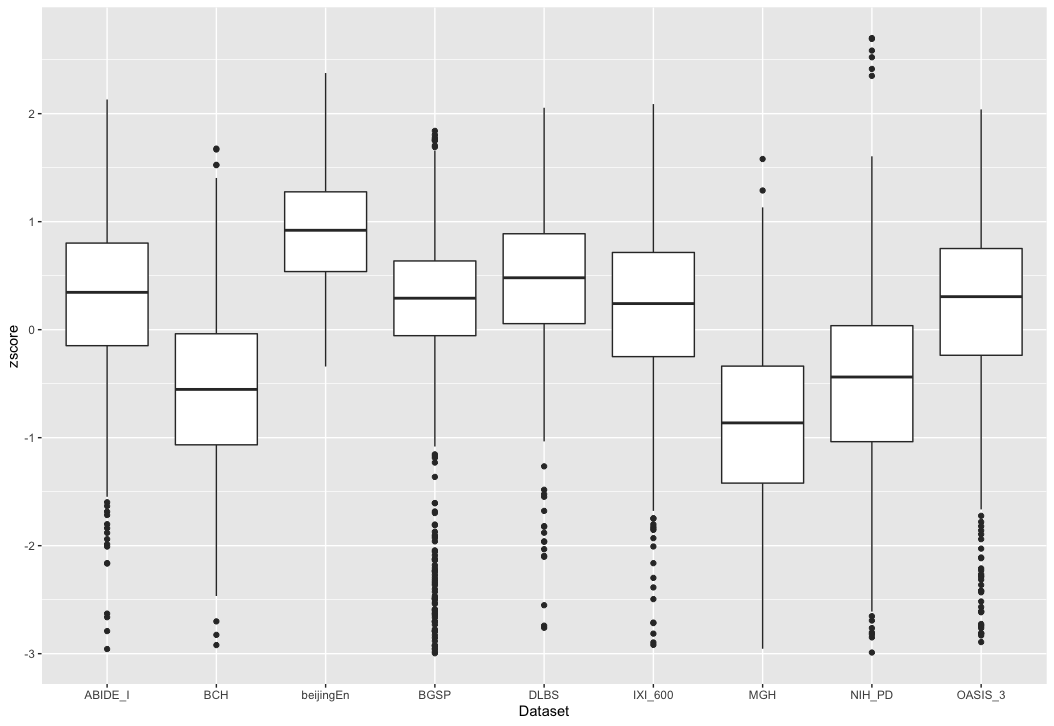 zscore
2
1
0
-1
-2
-3
ABIDE_I BCH beijingEn BGSP DLBS IXI_600 MGH NIH_PD OASIS_3
Dataset